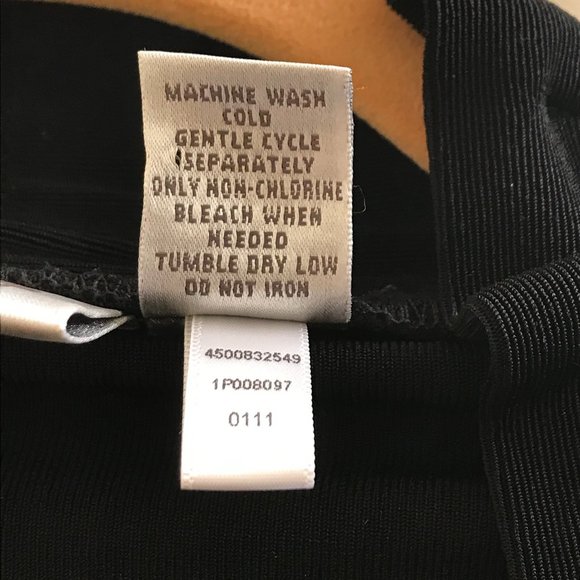 MACHINE WASH
COLD
GENTLE CYCLE
SEPARATELY
ONLY NON-CHLORINE
BLEACH WHEN
NEEDED
TUMBLE DRY LOW
DO NOT IRON
4500832549
1P008097
0111